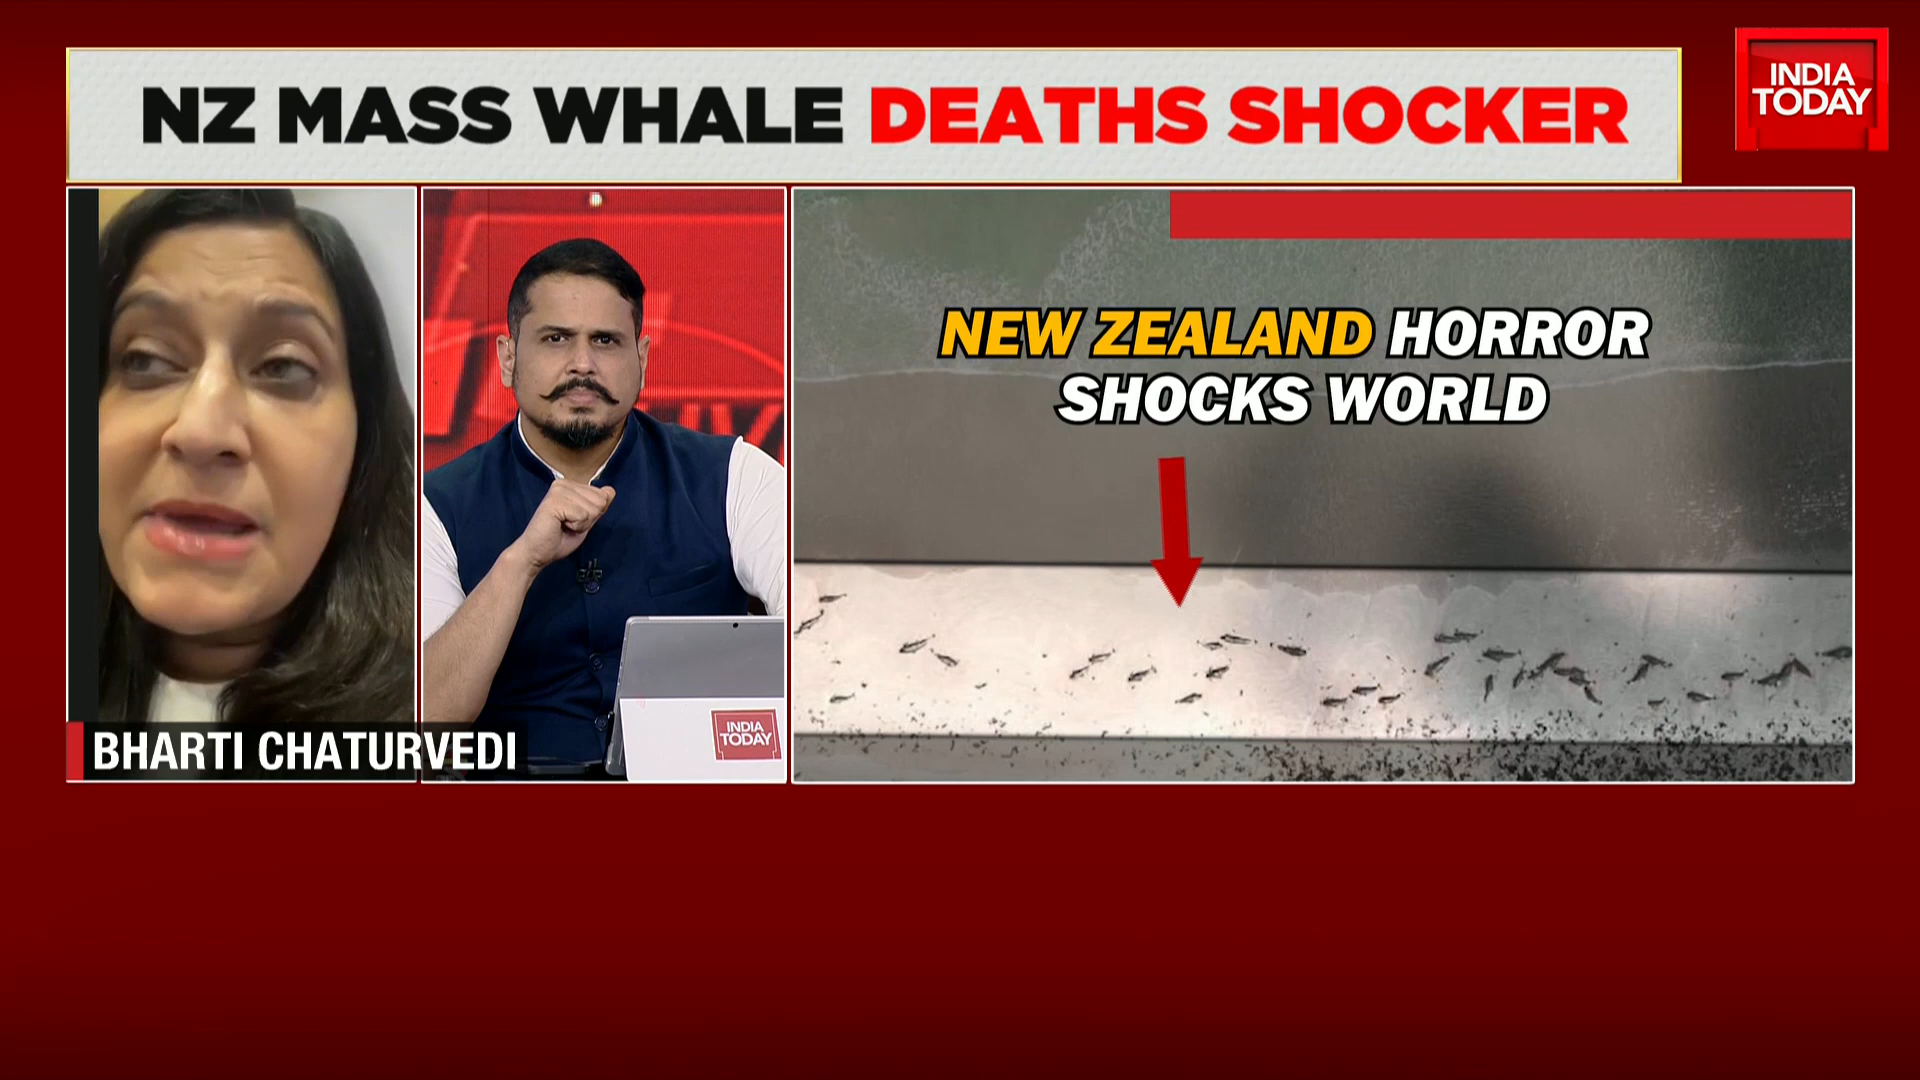 NZ MASS WHALE DEATHS SHOCKER
INDIA
TODAY
NEW ZEALAND HORROR
SHOCKS WORLD
INDIA
TODAY
BHARTI CHATURVEDI